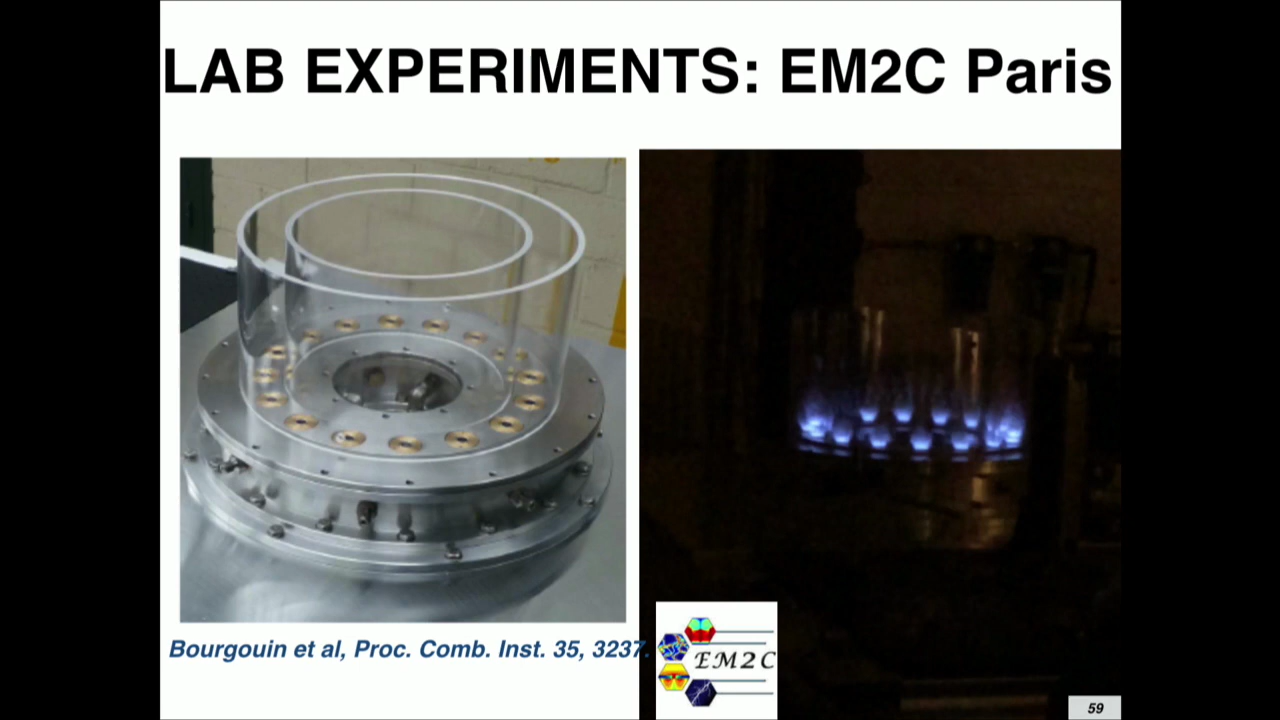 LAB EXPERIMENTS: EM2C Paris
Bourgouin et al, Proc. Comb. Inst. 35, 3237.
EM2C
59